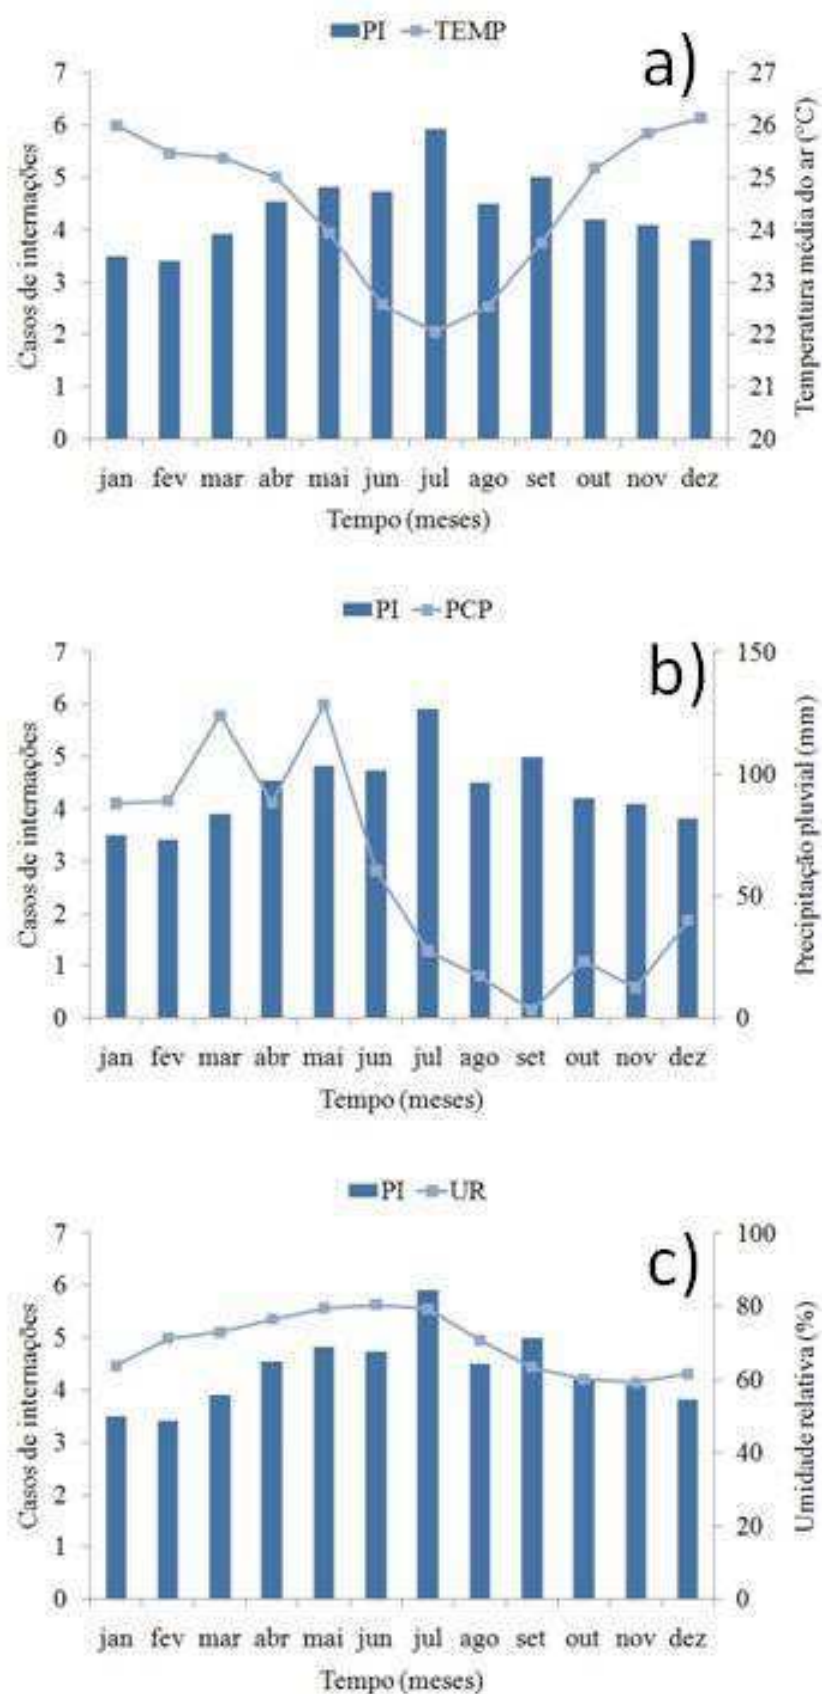 PI TEMP
a)
7 27
6 26
5 25
4 24
3 23
2 22
1 21
0 20
Casos de internações
Temperatura média do ar (°C)
jan fev mar abr mai jun jul ago set out nov dez
Tempo (meses)
PI PCP
b)
7 150
6
5 100
4
3 50
2
1
0 0
Casos de internações
Precipitação pluvial (mm)
jan fev mar abr mai jun jul ago set out nov dez
Tempo (meses)
PI UR
c)
7 100
6 80
5
4 60
3 40
2
1 20
0 0
Casos de internações
Umidade relativa (%)
jan fev mar abr mai jun jul ago set out nov dez
Tempo (meses)